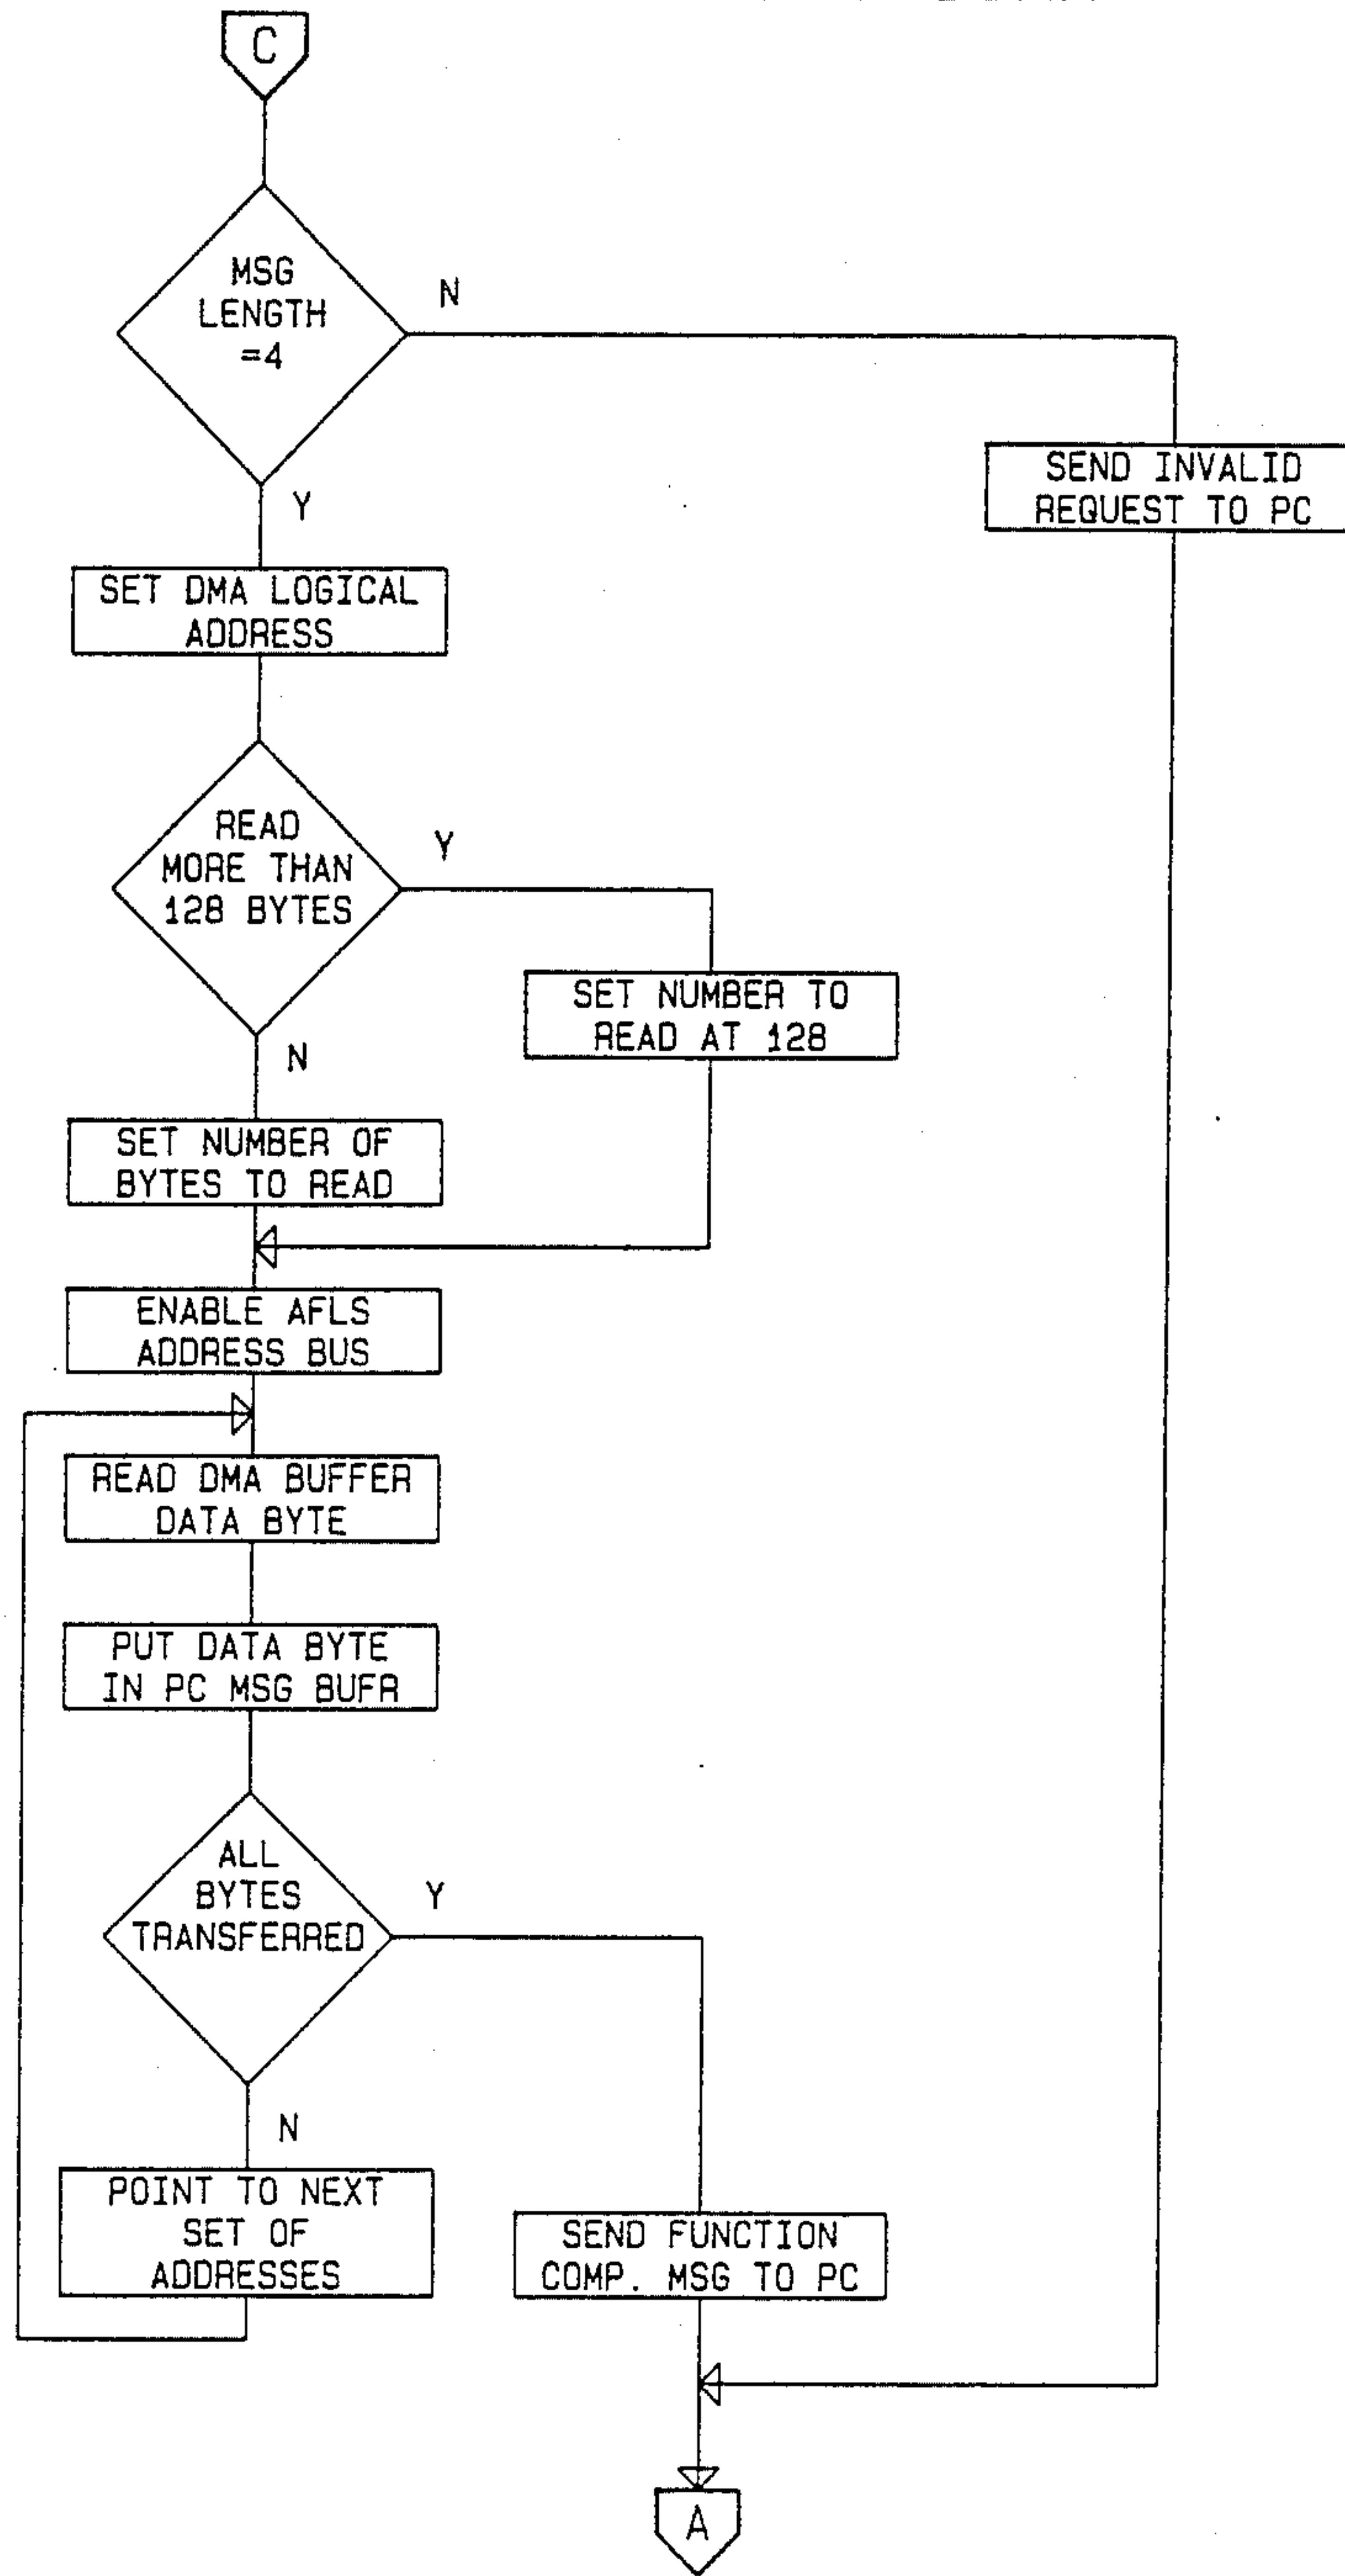 C
MSG
LENGTH
=4
N
Y
SEND INVALID
REQUEST TO PC
SET DMA LOGICAL
ADDRESS
READ
MORE THAN
128 BYTES
Y
N
SET NUMBER TO
READ AT 128
SET NUMBER OF
BYTES TO READ
ENABLE AFLS
ADDRESS BUS
READ DMA BUFFER
DATA BYTE
PUT DATA BYTE
IN PC MSG BUFR
ALL
BYTES
TRANSFERRED
Y
N
POINT TO NEXT
SET OF
ADDRESSES
SEND FUNCTION
COMP. MSG TO PC
A